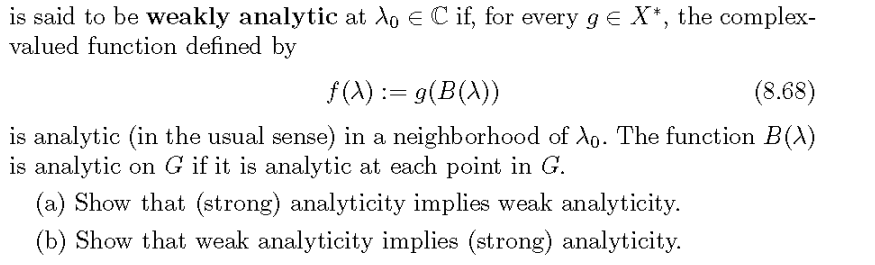 is said to be weakly analytic at λ₀ ∈ ℂ if, for every g ∈ X*, the complex-
valued function defined by
f(λ) := g(B(λ)) (8.68)
is analytic (in the usual sense) in a neighborhood of λ₀. The function B(λ)
is analytic on G if it is analytic at each point in G.
(a) Show that (strong) analyticity implies weak analyticity.
(b) Show that weak analyticity implies (strong) analyticity.